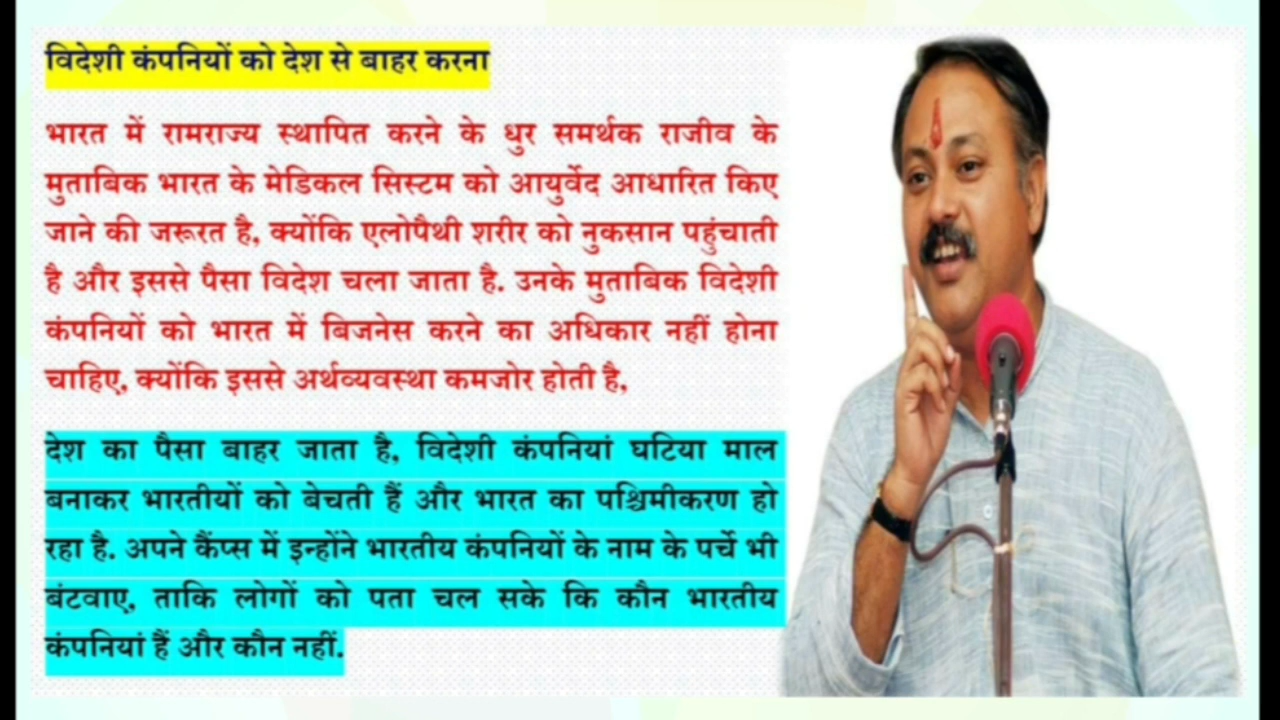 विदेशी कंपनियों को देश से बाहर करना
भारत में रामराज्य स्थापित करने के धुर समर्थक राजीव के
मुताबिक भारत के मेडिकल सिस्टम को आयुर्वेद आधारित किए
जाने की जरूरत है, क्योंकि एलोपैथी शरीर को नुकसान पहुंचाती
है और इससे पैसा विदेश चला जाता है. उनके मुताबिक विदेशी
कंपनियों को भारत में बिजनेस करने का अधिकार नहीं होना
चाहिए, क्योंकि इससे अर्थव्यवस्था कमजोर होती है,
देश का पैसा बाहर जाता है, विदेशी कंपनियां घटिया माल
बनाकर भारतीयों को बेचती हैं और भारत का पश्चिमीकरण हो
रहा है. अपने कैंप्स में इन्होंने भारतीय कंपनियों के नाम के पर्चे भी
बंटवाए, ताकि लोगों को पता चल सके कि कौन भारतीय
कंपनियां हैं और कौन नहीं.